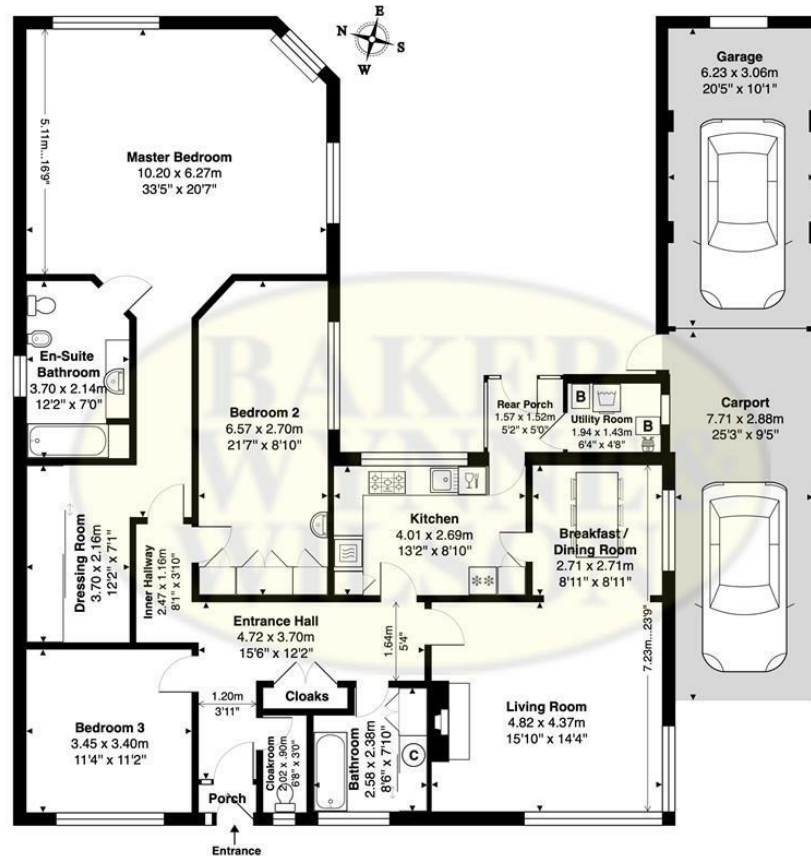 E
N
S
W
Garage
6.23 x 3.06m
20'5" x 10'1"
5.11m...16'9"
Master Bedroom
10.20 x 6.27m
33'5" x 20'7"
En-Suite
Bathroom
3.70 x 2.14m
12'2" x 7'0"
Bedroom 2
6.57 x 2.70m
21'7" x 8'10"
Rear Porch
1.57 x 1.52m
5'2" x 5'0"
B
B
Utility Room
1.94 x 1.43m
6'4" x 4'8"
Carport
7.71 x 2.88m
25'3" x 9'5"
BAKER
WYNNE &
WILSON
Dressing Room
3.70 x 2.16m
12'2" x 7'1"
Inner Hallway
2.47 x 1.16m
8'1" x 3'10"
Kitchen
4.01 x 2.69m
13'2" x 8'10"
Breakfast /
Dining Room
2.71 x 2.71m
8'11" x 8'11"
Entrance Hall
4.72 x 3.70m
15'6" x 12'2"
1.64m
5'4"
7.23m...23'9"
Cloaks
1.20m
3'11"
Bedroom 3
3.45 x 3.40m
11'4" x 11'2"
Cloakroom
2.02 x .90m
6'8" x 3'0"
Bathroom
2.58 x 2.38m
8'6" x 7'10"
C
Living Room
4.82 x 4.37m
15'10" x 14'4"
Porch
Entrance